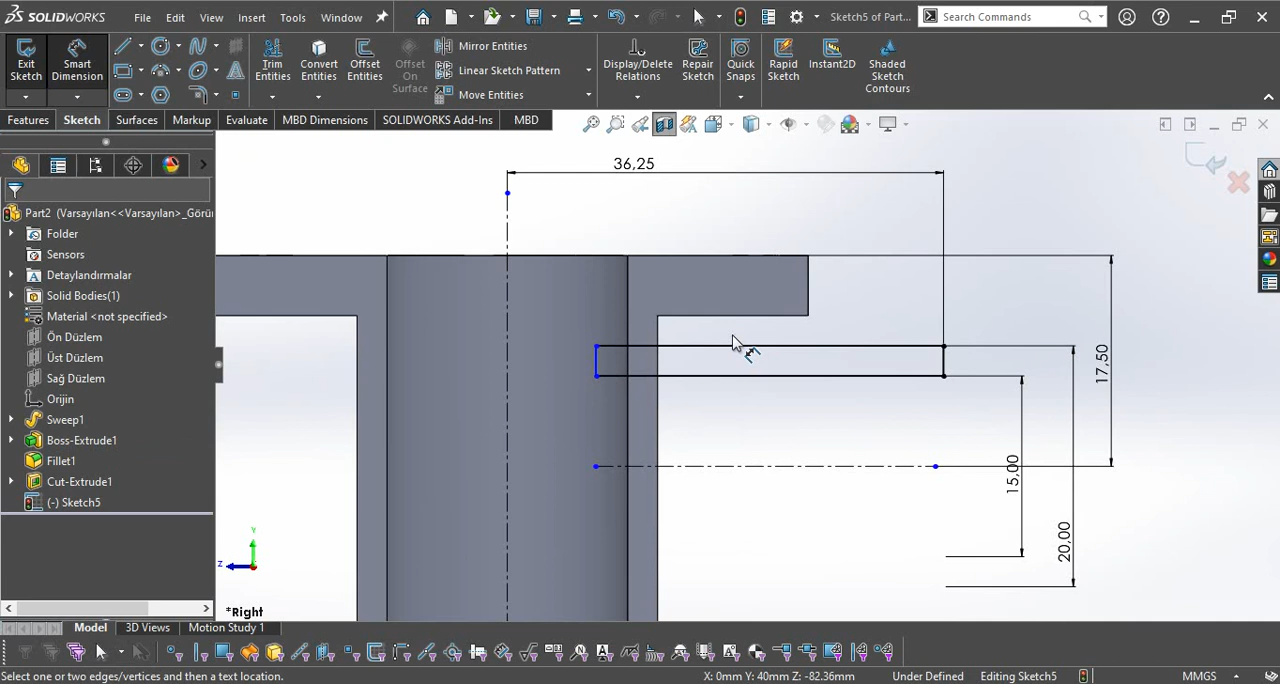 SOLIDWORKS File Edit View Insert Tools Window Sketch5 of Part... Search Commands
Exit Sketch
Smart Dimension
Trim Entities
Convert Entities
Offset Entities
Offset On Surface
Mirror Entities
Linear Sketch Pattern
Move Entities
Display/Delete Relations
Repair Sketch
Quick Snaps
Rapid Sketch
Instant2D
Shaded Sketch Contours
Features Sketch Surfaces Markup Evaluate MBD Dimensions SOLIDWORKS Add-Ins MBD
Part2 (Varsayılan<<Varsayılan>_Görür
Folder
Sensors
Detaylandırmalar
Solid Bodies(1)
Material <not specified>
Ön Düzlem
Üst Düzlem
Sağ Düzlem
Orijin
Sweep1
Boss-Extrude1
Fillet1
Cut-Extrude1
(-) Sketch5
36,25
17,50
15,00
20,00
Y
Z
*Right
Model 3D Views Motion Study 1
Select one or two edges/vertices and then a text location. X: 0mm Y: 40mm Z: -82.36mm Under Defined Editing Sketch5 MMGS